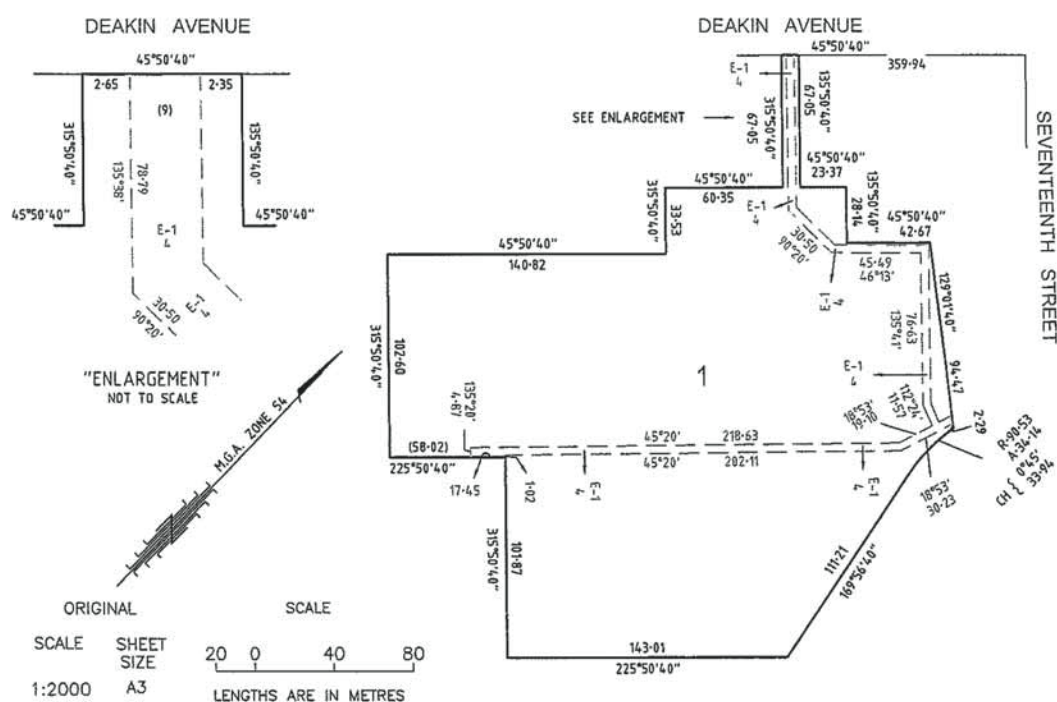 DEAKIN AVENUE
45°50'40"
2·65
2·35
(9)
315°50'40"
78·79
135°38'
135°50'40"
45°50'40"
E-1
4
45°50'40"
E-1
4
30·50
90°20'
"ENLARGEMENT"
NOT TO SCALE
M.G.A. ZONE 54
DEAKIN AVENUE
45°50'40"
359·94
E-1
4
SEE ENLARGEMENT
315°50'40"
67·05
135°50'40"
67·05
SEVENTEENTH STREET
45°50'40"
60·35
45°50'40"
23·37
315°50'40"
33·53
E-1
4
135°50'40"
28·14
45°50'40"
42·67
30·50
90°20'
45·49
46°13'
E-1
4
45°50'40"
140·82
129°01'40"
94·47
76·63
135°41'
E-1
4
315°50'40"
102·60
1
112°24'
11·57
18°53'
19·10
2·29
R·90·53
A·34·14
CH { 0°45'
33·94
135°20'
4·87
(58·02)
225°50'40"
45°20' 218·63
45°20' 202·11
17·45
1·02
E-1
4
E-1
4
18°53'
30·23
315°50'40"
101·87
111·21
169°56'40"
143·01
225°50'40"
ORIGINAL
SCALE
SCALE
SHEET
SIZE
1:2000
A3
20 0 40 80
LENGTHS ARE IN METRES